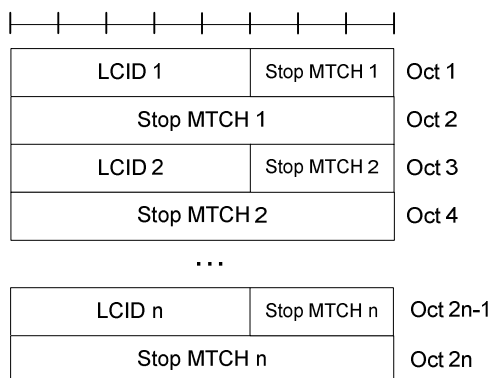 LCID 1 Stop MTCH 1 Oct 1
Stop MTCH 1 Oct 2
LCID 2 Stop MTCH 2 Oct 3
Stop MTCH 2 Oct 4
...
LCID n Stop MTCH n Oct 2n-1
Stop MTCH n Oct 2n